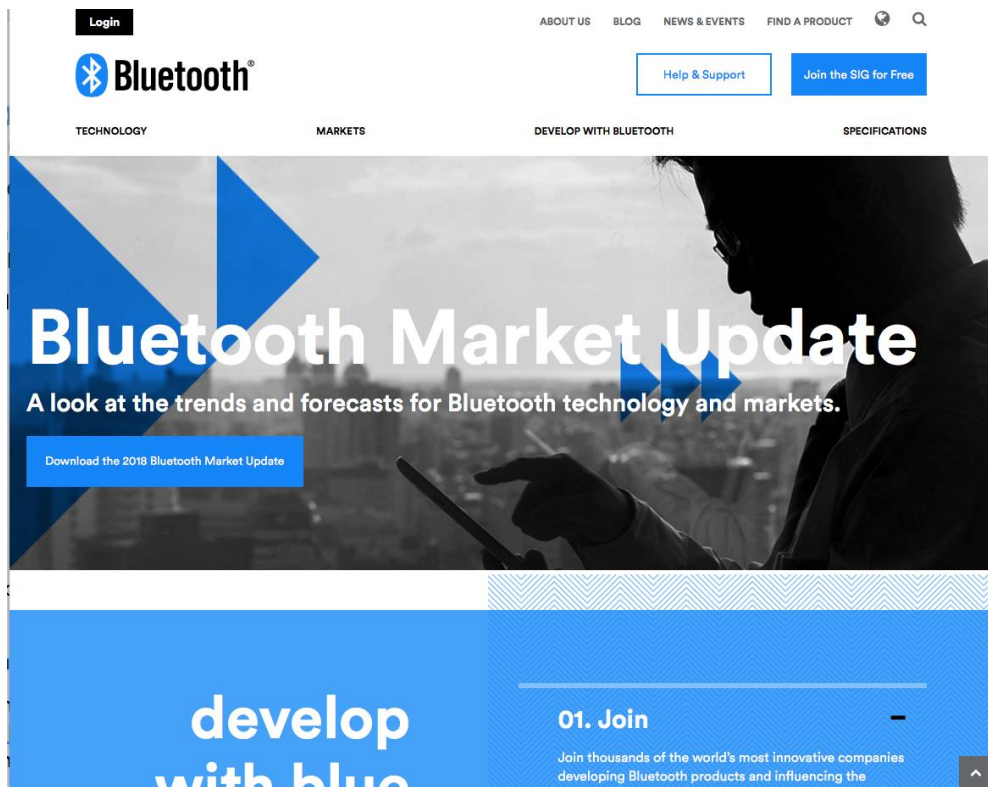 Login
ABOUT US BLOG NEWS & EVENTS FIND A PRODUCT
Bluetooth®
Help & Support
Join the SIG for Free
TECHNOLOGY MARKETS DEVELOP WITH BLUETOOTH SPECIFICATIONS
Bluetooth Market Update
A look at the trends and forecasts for Bluetooth technology and markets.
Download the 2018 Bluetooth Market Update
develop
with blue
01. Join
Join thousands of the world's most innovative companies
developing Bluetooth products and influencing the